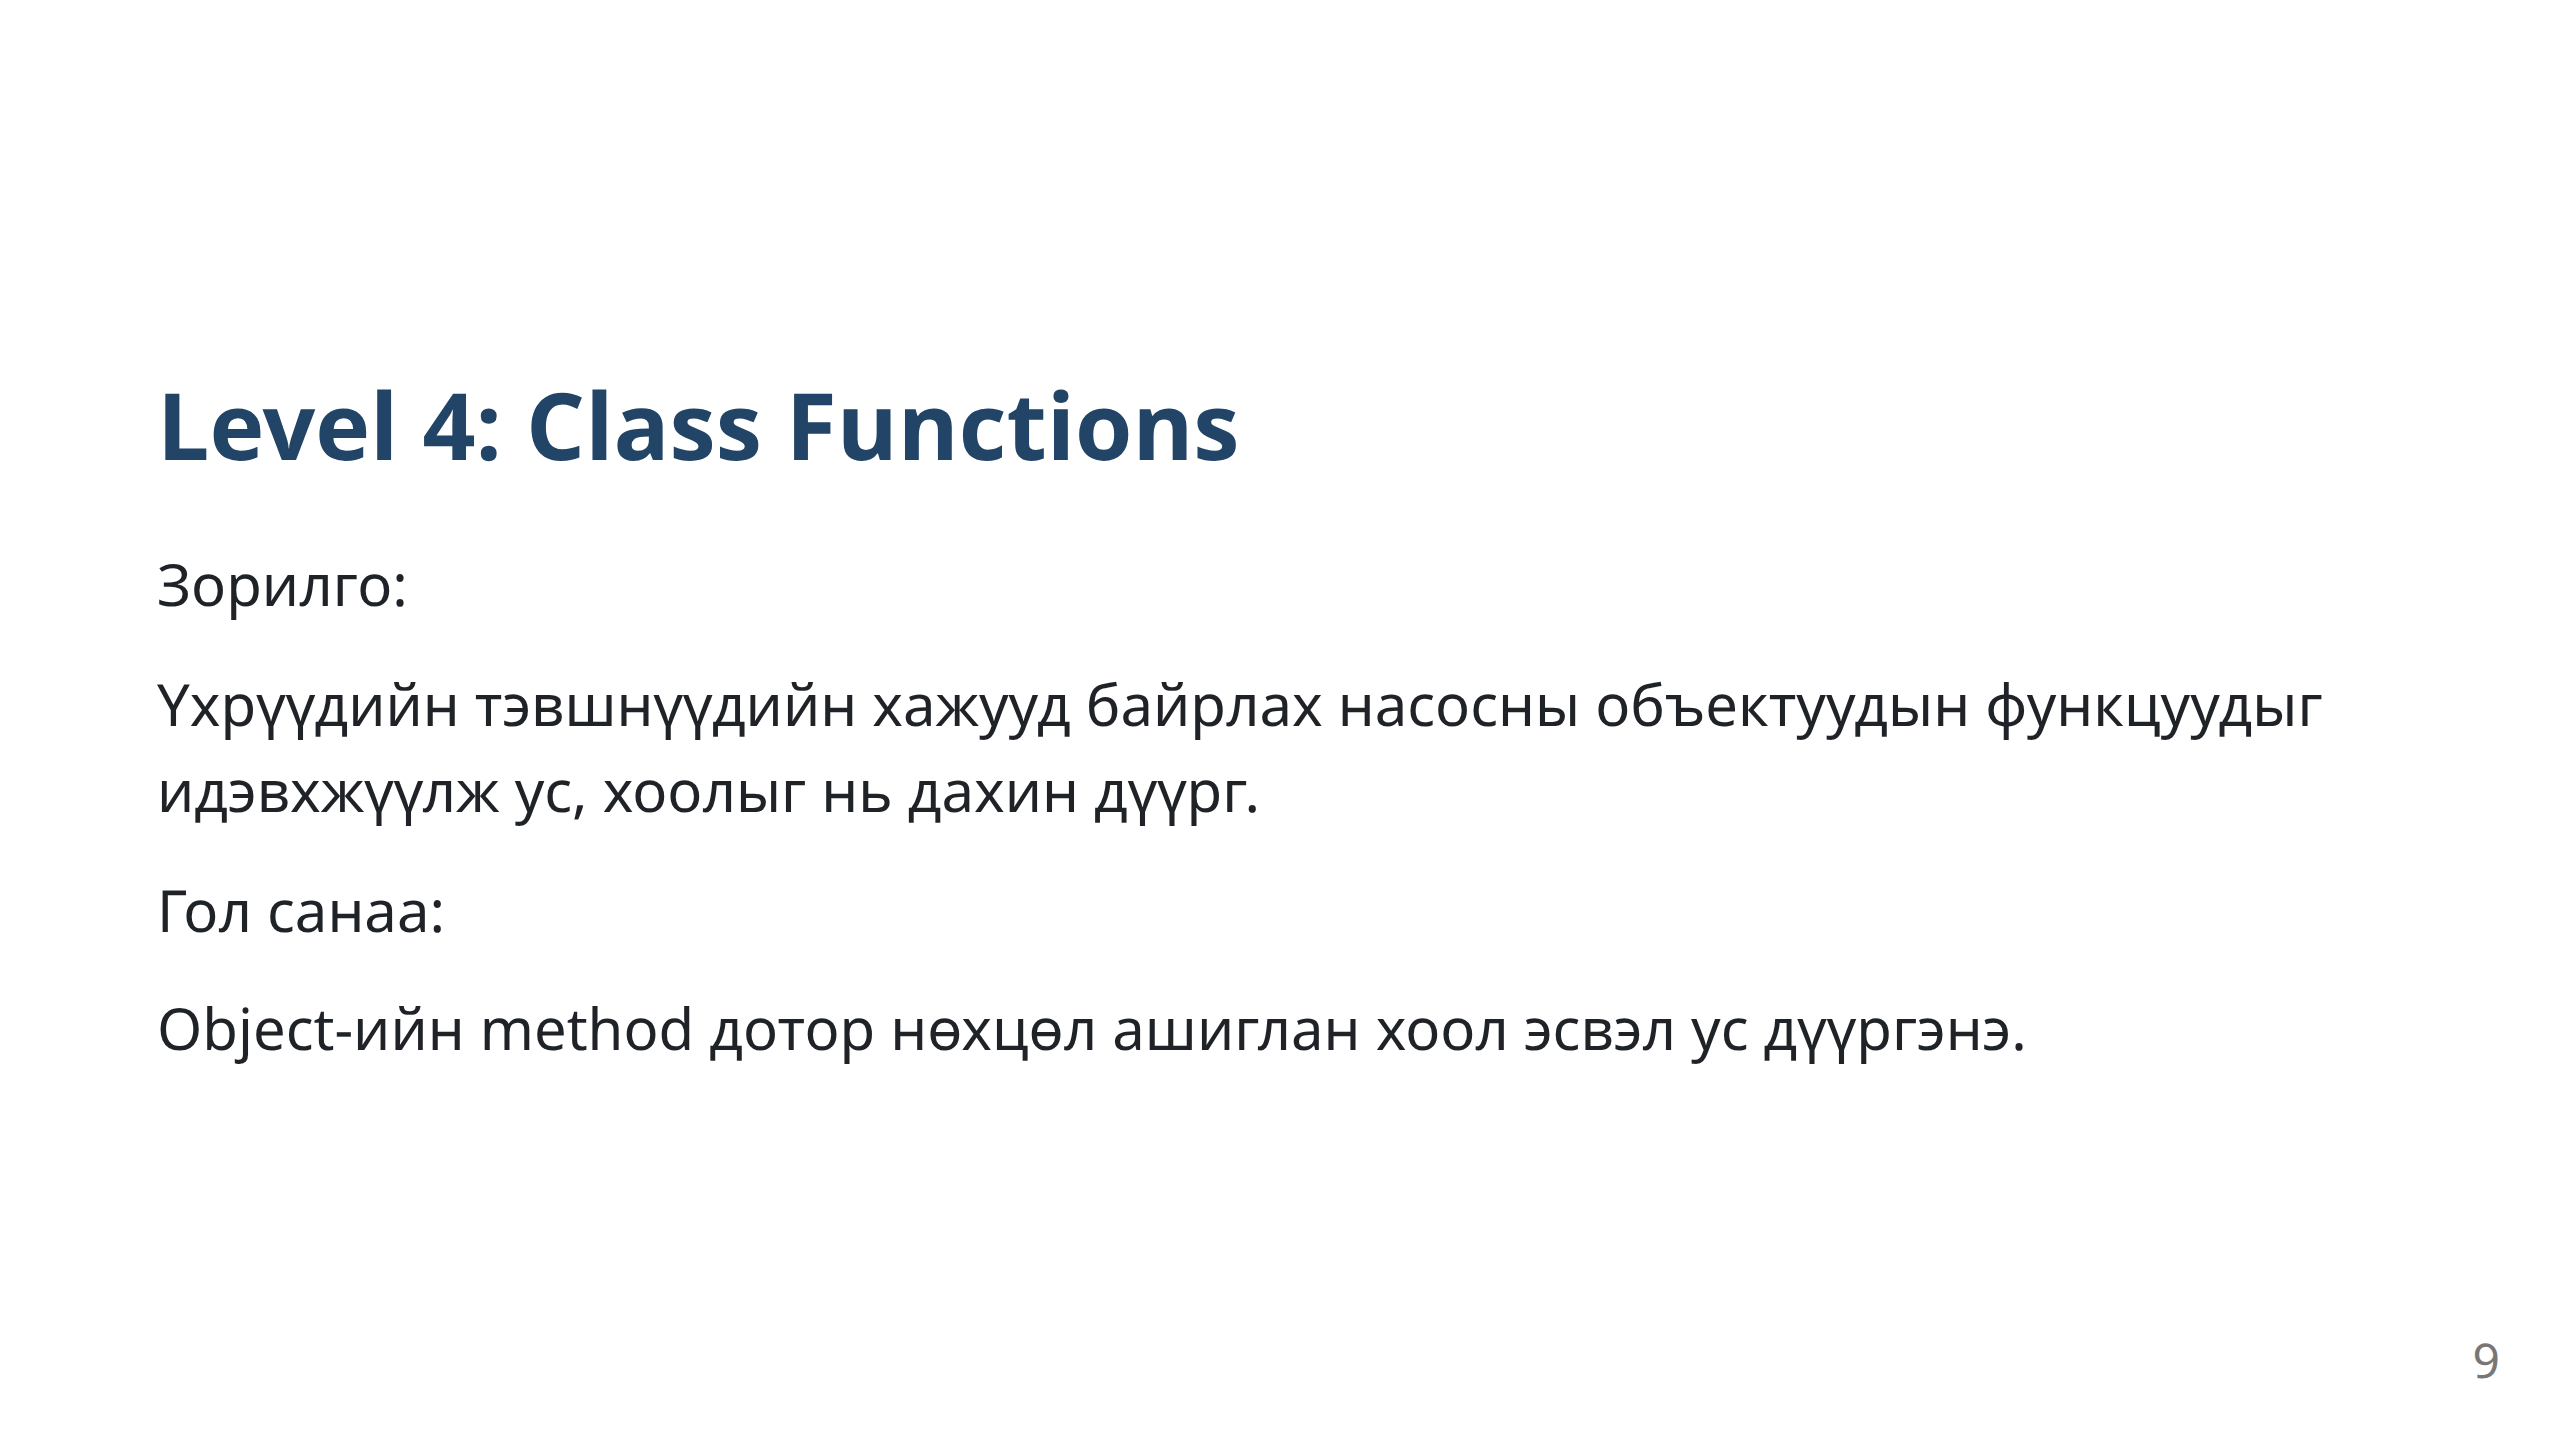 Level 4: Class Functions
Зорилго:
Үхрүүдийн тэвшнүүдийн хажууд байрлах насосны объектуудын функцуудыг
идэвхжүүлж ус, хоолыг нь дахин дүүрг.
Гол санаа:
Object-ийн method дотор нөхцөл ашиглан хоол эсвэл ус дүүргэнэ.
9